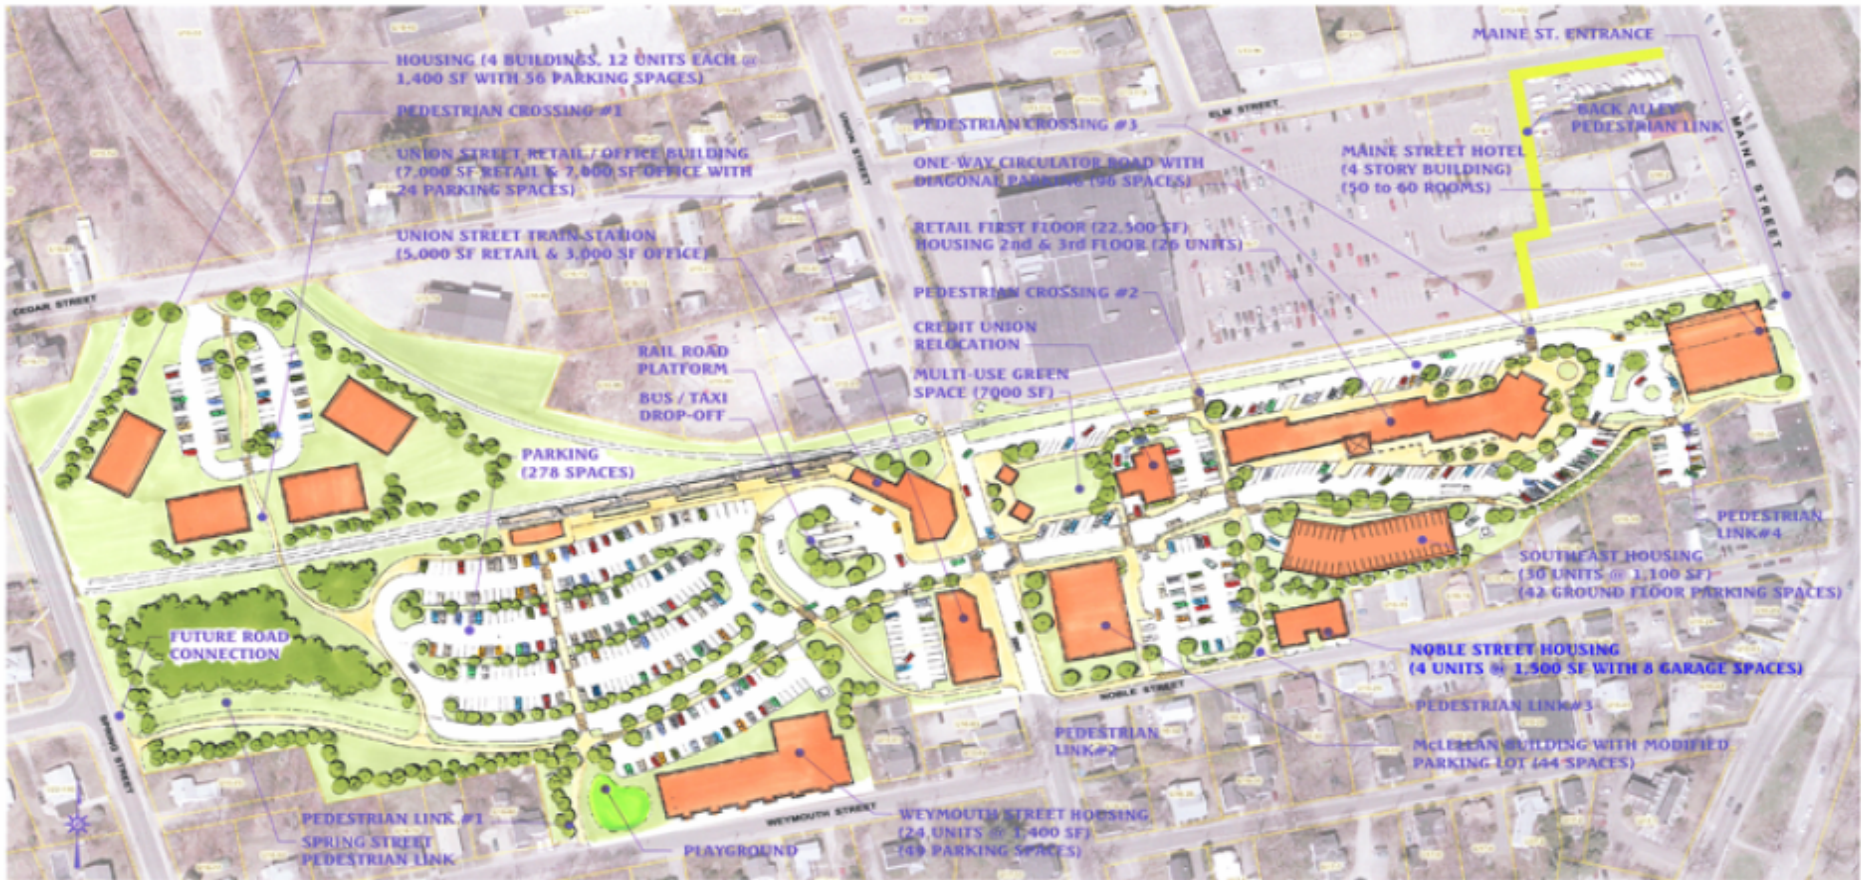 MAINE ST. ENTRANCE
HOUSING (4 BUILDINGS, 12 UNITS EACH @
1,400 SF WITH 56 PARKING SPACES)
PEDESTRIAN CROSSING #1
UNION STREET RETAIL / OFFICE BUILDING
(7,000 SF RETAIL & 7,000 SF OFFICE WITH
24 PARKING SPACES)
UNION STREET TRAIN STATION
(5,000 SF RETAIL & 3,000 SF OFFICE)
UNION STREET
PEDESTRIAN CROSSING #3
ELM STREET
ONE-WAY CIRCULATOR ROAD WITH
DIAGONAL PARKING (96 SPACES)
RETAIL FIRST FLOOR (22,500 SF)
HOUSING 2nd & 3rd FLOOR (26 UNITS)
PEDESTRIAN CROSSING #2
CREDIT UNION
RELOCATION
MULTI-USE GREEN
SPACE (7000 SF)
BACK ALLEY
PEDESTRIAN LINK
MAINE STREET HOTEL
(4 STORY BUILDING)
(50 to 60 ROOMS)
MAINE STREET
CEDAR STREET
RAIL ROAD
PLATFORM
BUS / TAXI
DROP-OFF
PARKING
(278 SPACES)
PEDESTRIAN
LINK#4
SOUTHEAST HOUSING
(30 UNITS @ 1,100 SF)
(42 GROUND FLOOR PARKING SPACES)
FUTURE ROAD
CONNECTION
NOBLE STREET HOUSING
(4 UNITS @ 1,500 SF WITH 8 GARAGE SPACES)
NOBLE STREET
PEDESTRIAN LINK#3
SPRING STREET
PEDESTRIAN
LINK#2
McLELLAN BUILDING WITH MODIFIED
PARKING LOT (44 SPACES)
PEDESTRIAN LINK #1
SPRING STREET
PEDESTRIAN LINK
WEYMOUTH STREET
WEYMOUTH STREET HOUSING
(24 UNITS @ 1,400 SF)
(49 PARKING SPACES)
PLAYGROUND